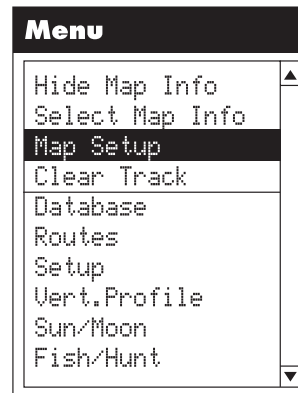 Menu
Hide Map Info
Select Map Info
Map Setup
Clear Track
Database
Routes
Setup
Vert.Profile
Sun/Moon
Fish/Hunt